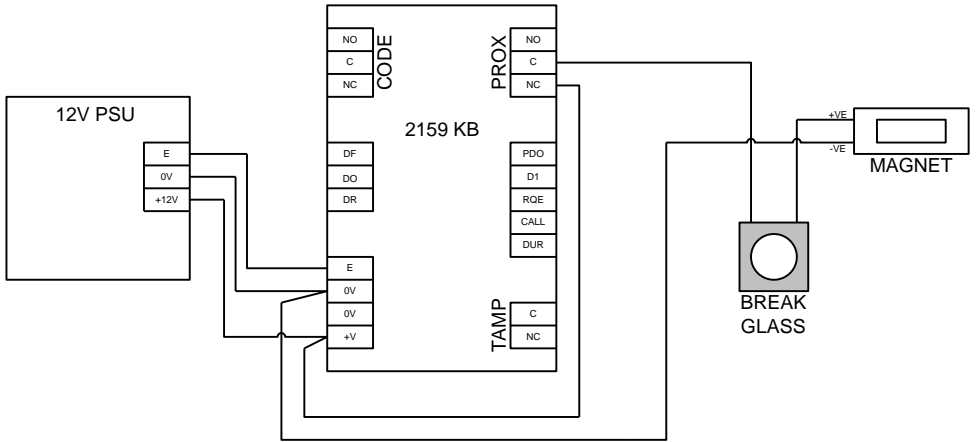 12V PSU
E
0V
+12V
2159 KB
CODE
NO
C
NC
DF
DO
DR
E
0V
0V
+V
PROX
NO
C
NC
PDO
D1
RQE
CALL
DUR
TAMP
C
NC
+VE
-VE
MAGNET
BREAK
GLASS